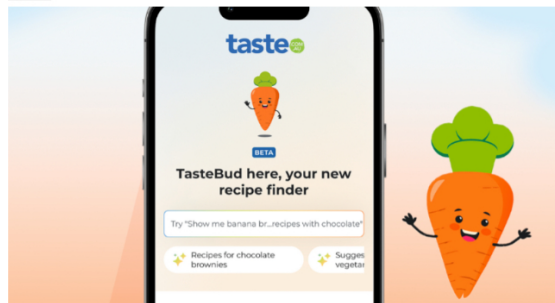 taste
COM
AU
BETA
TasteBud here, your new
recipe finder
Try "Show me banana br...recipes with chocolate"
Recipes for chocolate
brownies
Sugges
vegetar